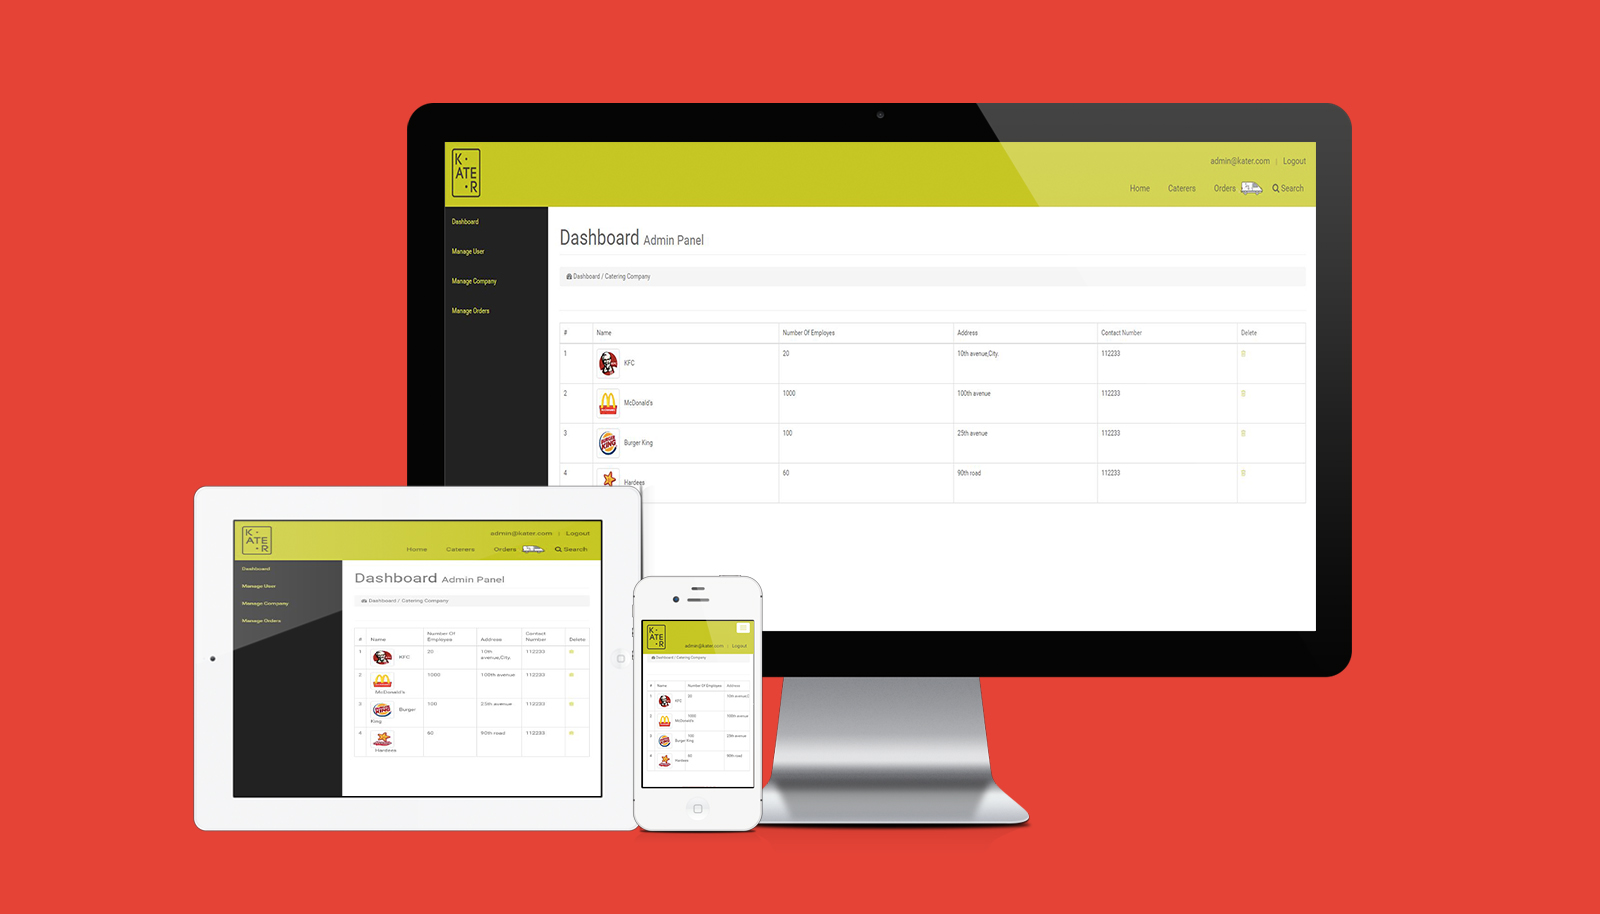 K·
ATE
·R
admin@kater.com | Logout
Home Caterers Orders Search
Dashboard
Manage User
Manage Company
Manage Orders
Dashboard Admin Panel
Dashboard / Catering Company
# Name Number Of Employes Address Contact Number Delete
1 KFC 20 10th avenue,City. 112233
2 McDonald's 1000 100th avenue 112233
3 BURGER KING Burger King 100 25th avenue 112233
4 Hardees 60 90th road 112233
K·
ATE
·R
admin@kater.com | Logout
Home Caterers Orders Search
Dashboard
Manage User
Manage Company
Manage Orders
Dashboard Admin Panel
Dashboard / Catering Company
Number Of Contact
# Name Employes Address Number Delete
1 KFC 20 10th 112233
avenue,City.
2 1000 100th avenue 112233
McDonald's
3 Burger 100 25th avenue 112233
King
4 60 90th road 112233
Hardees
K·
ATE
·R
admin@kater.com | Logout
Dashboard / Catering Company
# Name Number Of Employes Address
1 KFC 20
2 McDonald's 1000 100th avenue
3 Burger King 100 25th avenue
4 Hardees 60 90th road